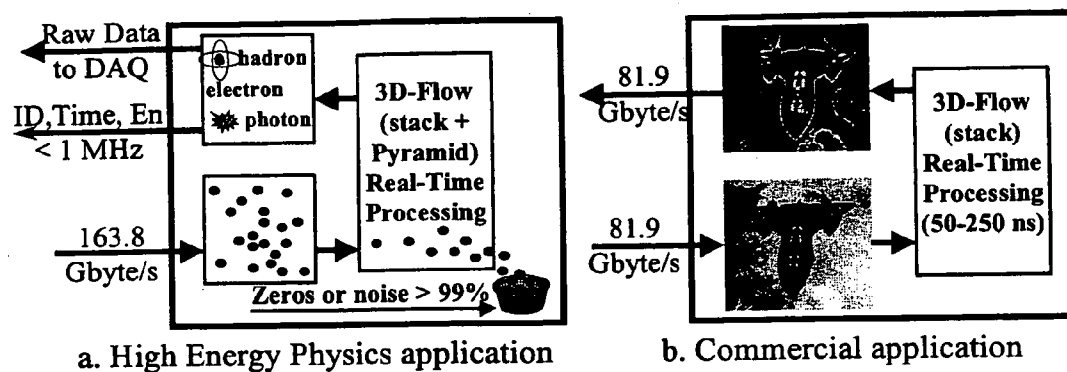 Raw Data
to DAQ
ID,Time, En
< 1 MHz
hadron
electron
photon
3D-Flow
(stack +
Pyramid)
Real-Time
Processing
163.8
Gbyte/s
Zeros or noise > 99%
a. High Energy Physics application
81.9
Gbyte/s
81.9
Gbyte/s
3D-Flow
(stack)
Real-Time
Processing
(50-250 ns)
b. Commercial application